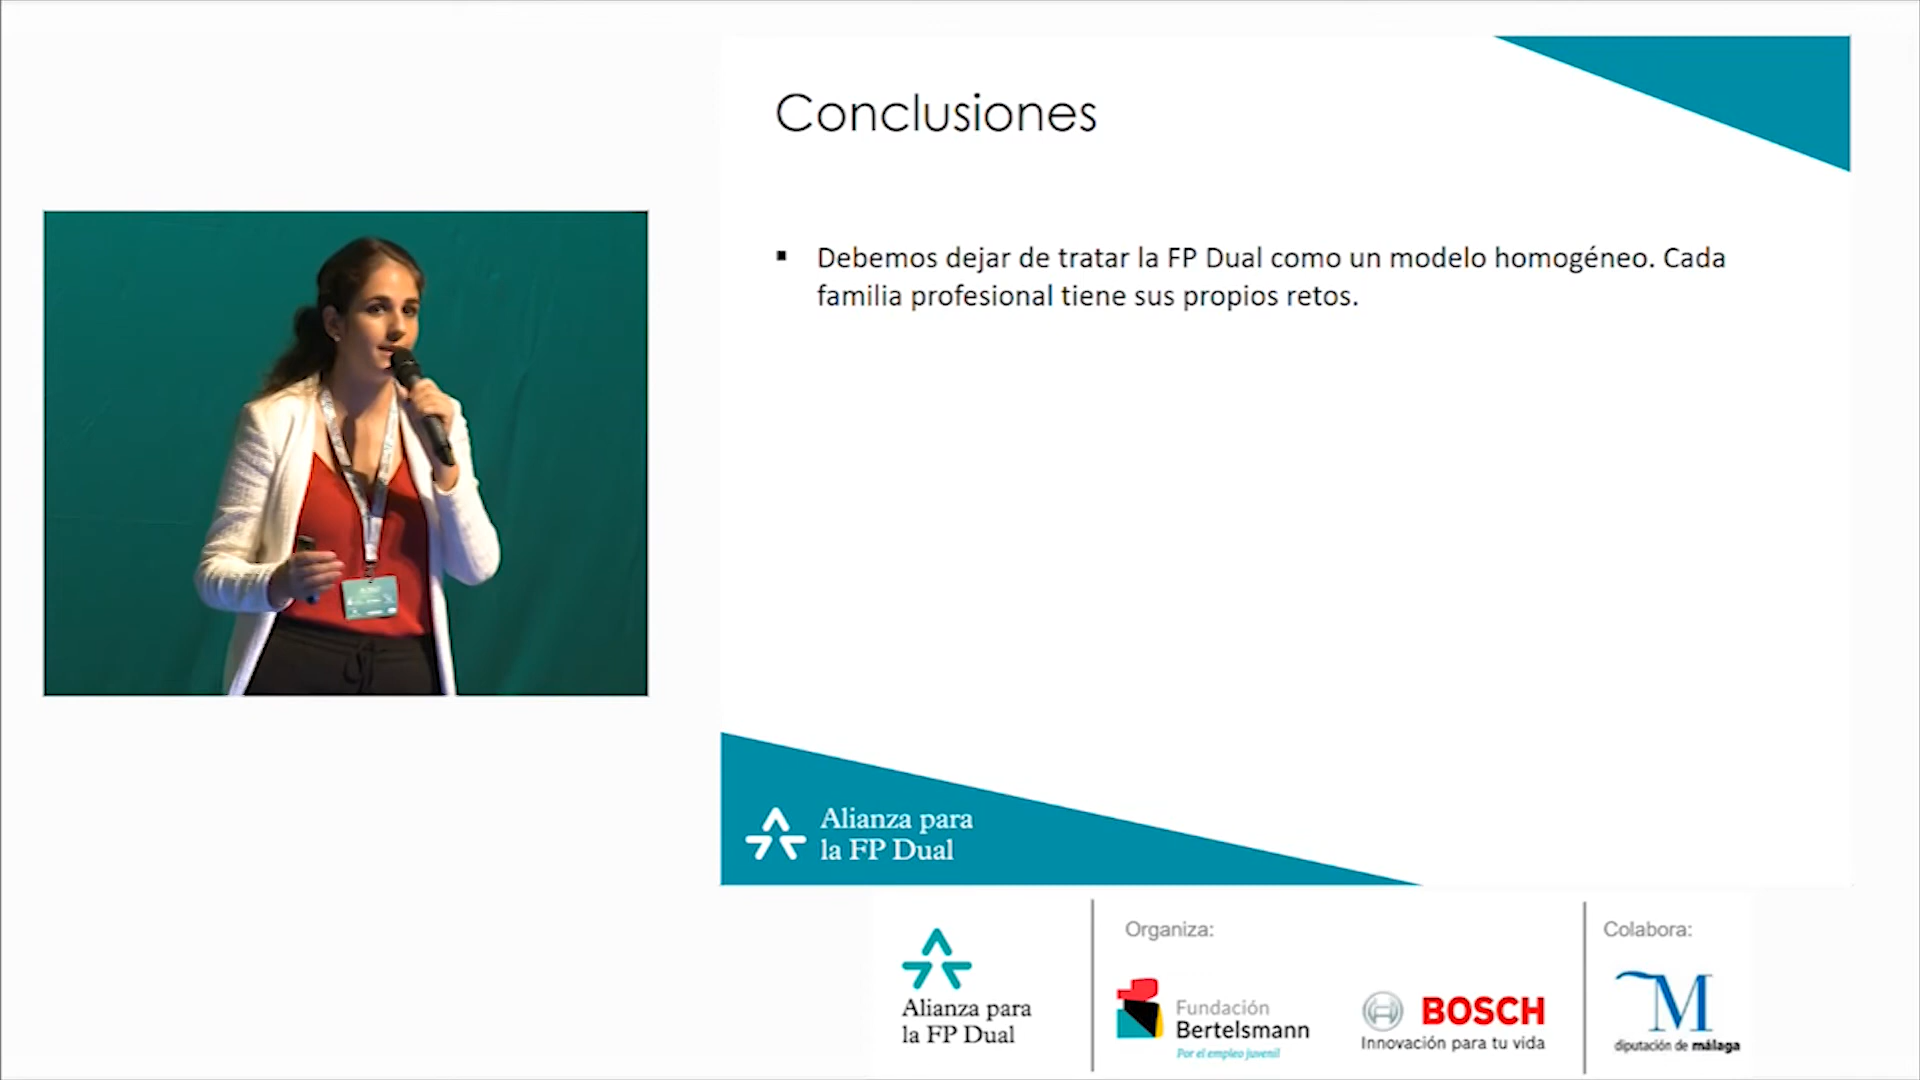 Conclusiones
▪ Debemos dejar de tratar la FP Dual como un modelo homogéneo. Cada
familia profesional tiene sus propios retos.
Alianza para
la FP Dual
Alianza para
la FP Dual
Organiza:
Fundación
Bertelsmann
Por el empleo juvenil
BOSCH
Innovación para tu vida
Colabora:
M
diputación de málaga